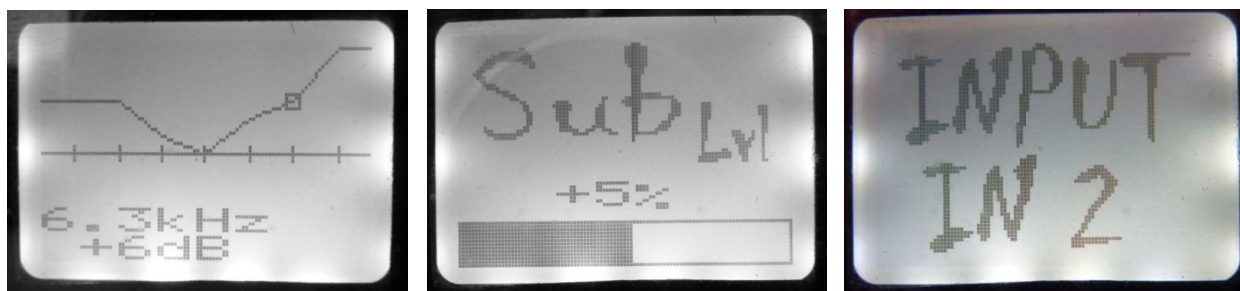 6.3kHz
+6dB
Sub Lvl
+5%
INPUT
IN 2